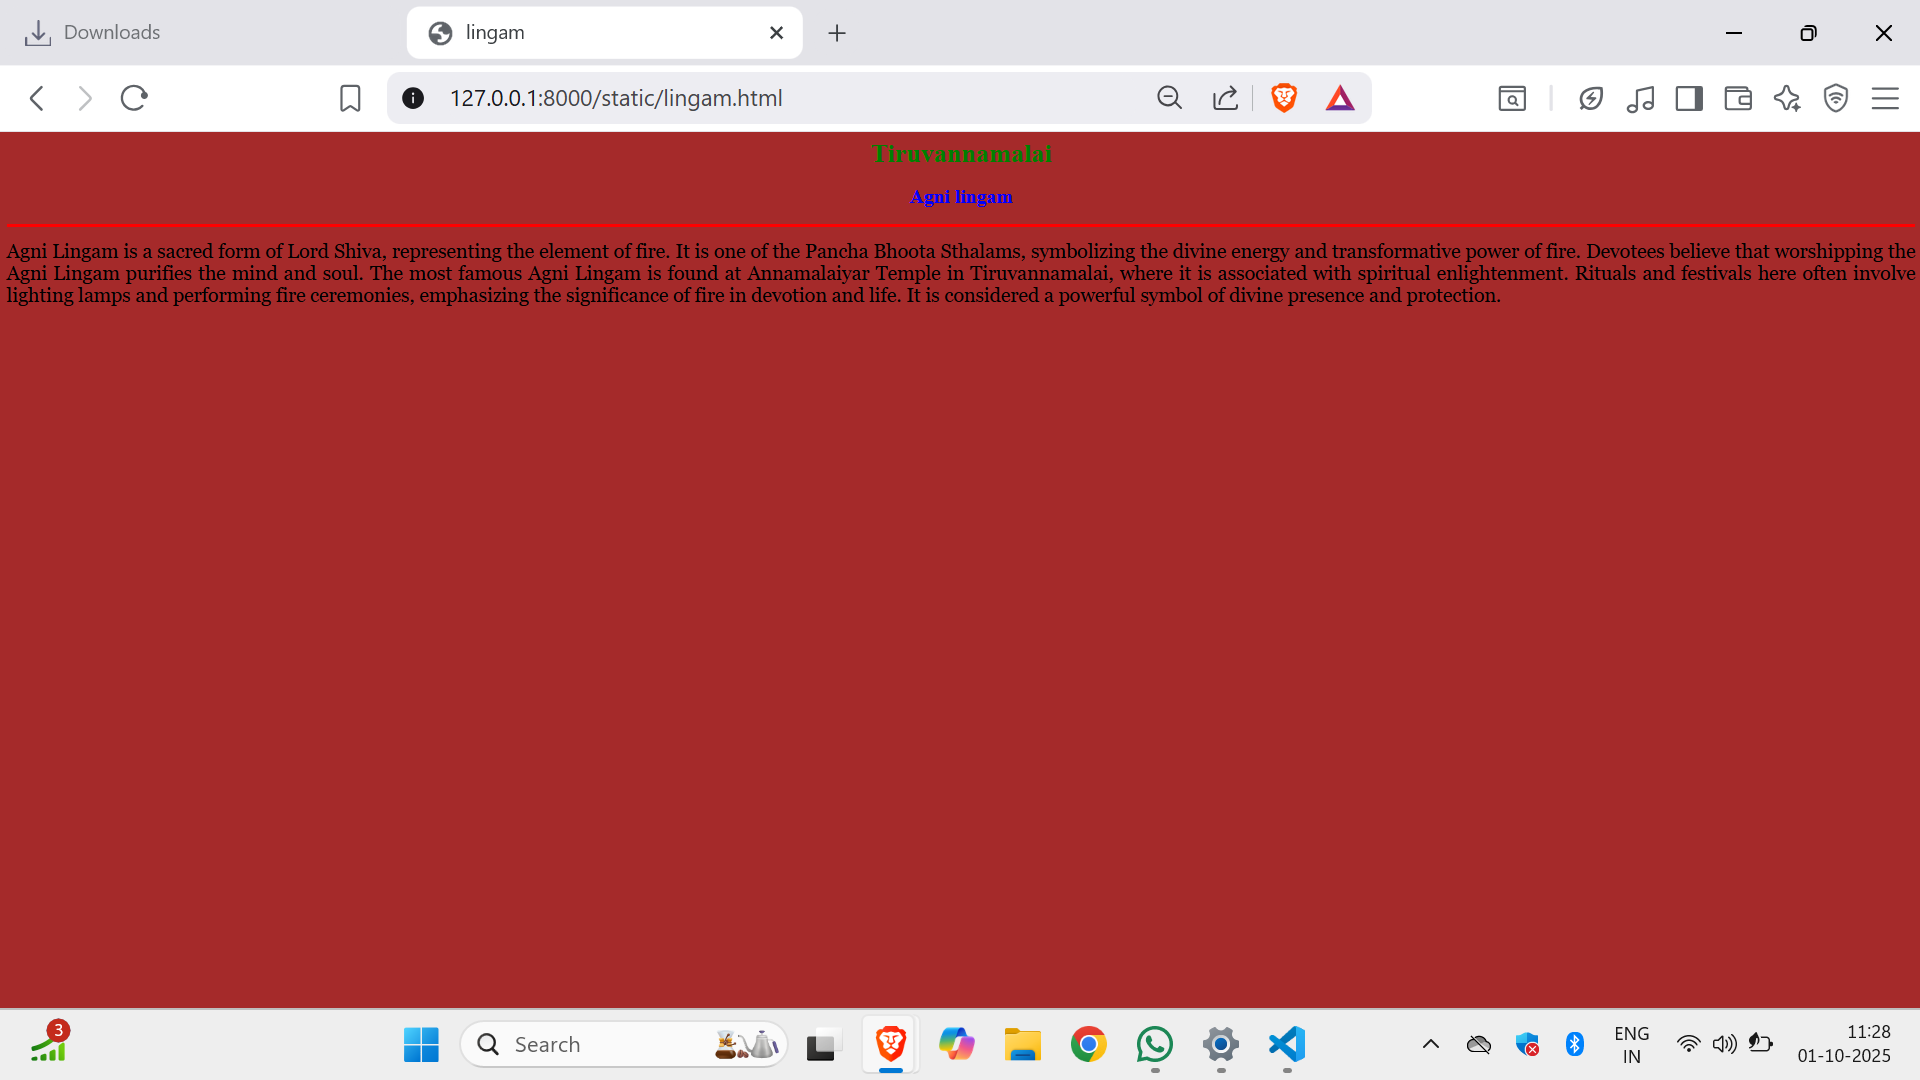 Downloads
lingam
127.0.0.1:8000/static/lingam.html
Tiruvannamalai
Agni lingam
Agni Lingam is a sacred form of Lord Shiva, representing the element of fire. It is one of the Pancha Bhoota Sthalams, symbolizing the divine energy and transformative power of fire. Devotees believe that worshipping the
Agni Lingam purifies the mind and soul. The most famous Agni Lingam is found at Annamalaiyar Temple in Tiruvannamalai, where it is associated with spiritual enlightenment. Rituals and festivals here often involve
lighting lamps and performing fire ceremonies, emphasizing the significance of fire in devotion and life. It is considered a powerful symbol of divine presence and protection.
3
Search
ENG
IN
11:28
01-10-2025